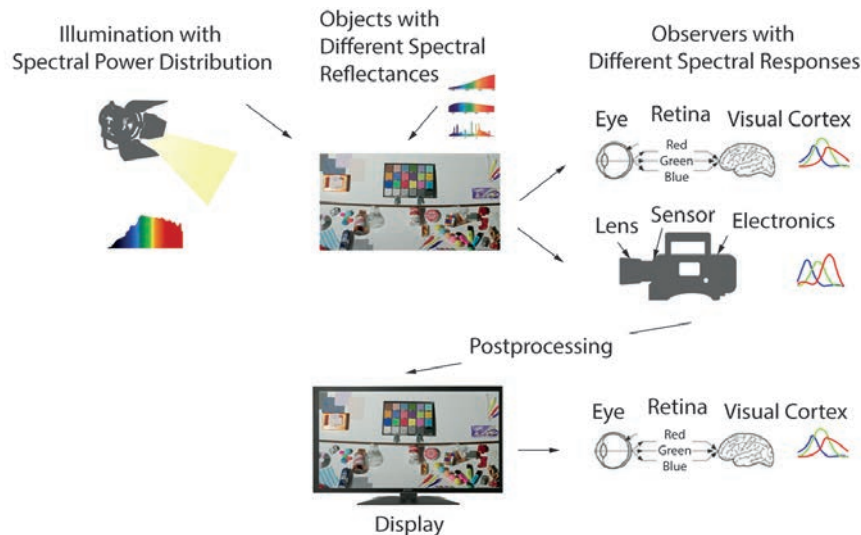 Illumination with
Spectral Power Distribution
Objects with
Different Spectral
Reflectances
Observers with
Different Spectral Responses
Eye Retina Visual Cortex
Red
Green
Blue
Lens Sensor Electronics
Postprocessing
Display
Eye Retina Visual Cortex
Red
Green
Blue